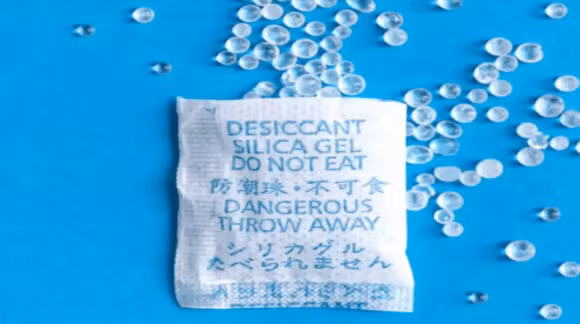 DESICCANT
SILICA GEL
DO NOT EAT
防潮珠・不可食
DANGEROUS
THROW AWAY
シリカゲル
たべられません